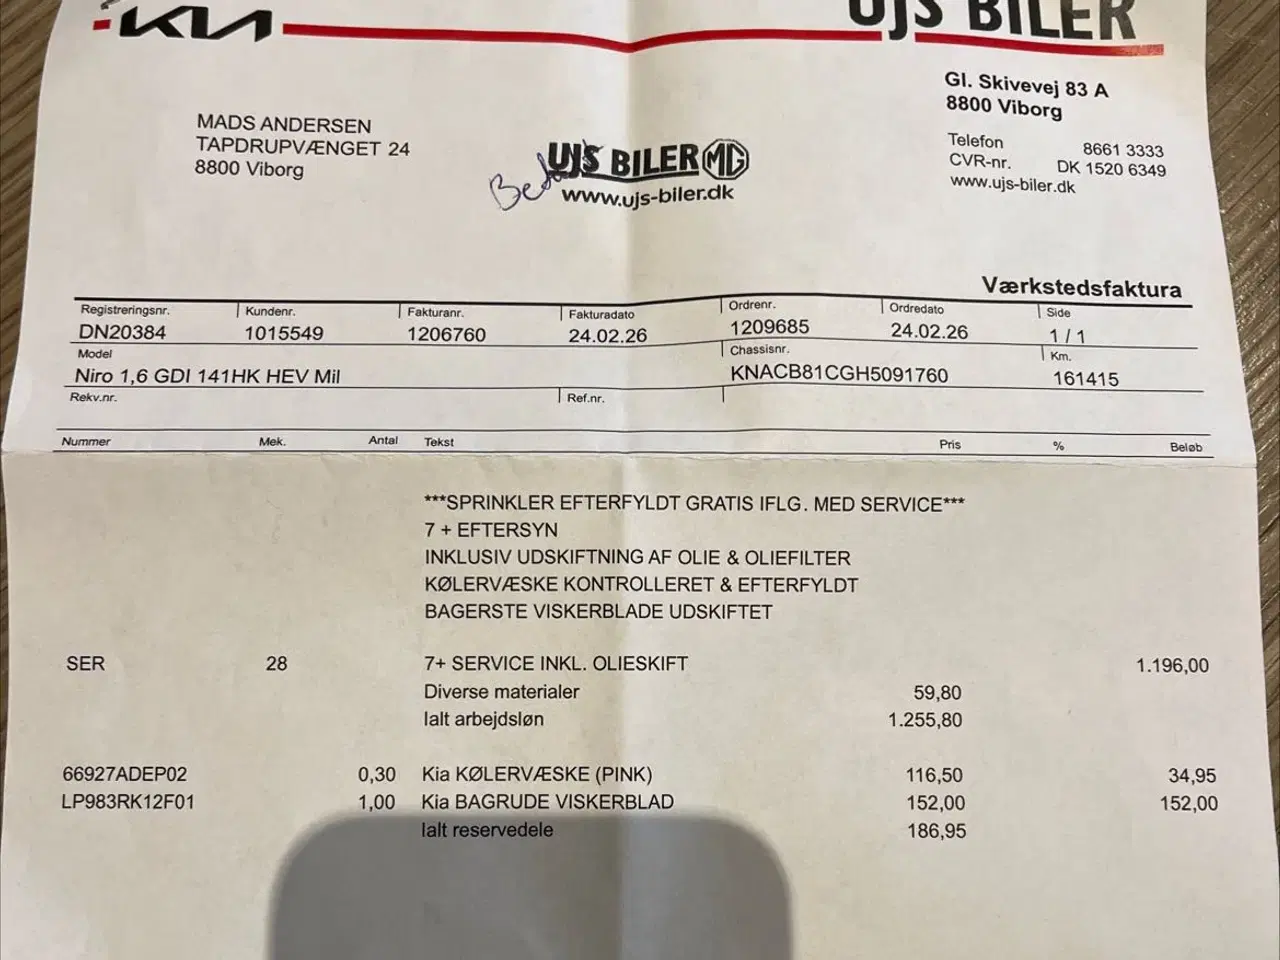 KIA
UJS BILER
Gl. Skivevej 83 A
8800 Viborg
Telefon 8661 3333
CVR-nr. DK 1520 6349
www.ujs-biler.dk
MADS ANDERSEN
TAPDRUPVÆNGET 24
8800 Viborg
UJS BILER MG
www.ujs-biler.dk
Værkstedsfaktura
Registreringsnr. Kundenr. Fakturanr. Fakturadato Ordrenr. Ordredato Side
DN20384 1015549 1206760 24.02.26 1209685 24.02.26 1 / 1
Model Chassisnr. Km.
Niro 1,6 GDI 141HK HEV Mil KNACB81CGH5091760 161415
Rekv.nr. Ref.nr.
Nummer Mek. Antal Tekst Pris % Beløb
***SPRINKLER EFTERFYLDT GRATIS IFLG. MED SERVICE***
7 + EFTERSYN
INKLUSIV UDSKIFTNING AF OLIE & OLIEFILTER
KØLERVÆSKE KONTROLLERET & EFTERFYLDT
BAGERSTE VISKERBLADE UDSKIFTET
SER 28 7+ SERVICE INKL. OLIESKIFT 1.196,00
Diverse materialer 59,80
Ialt arbejdsløn 1.255,80
66927ADEP02 0,30 Kia KØLERVÆSKE (PINK) 116,50 34,95
LP983RK12F01 1,00 Kia BAGRUDE VISKERBLAD 152,00 152,00
Ialt reservedele 186,95